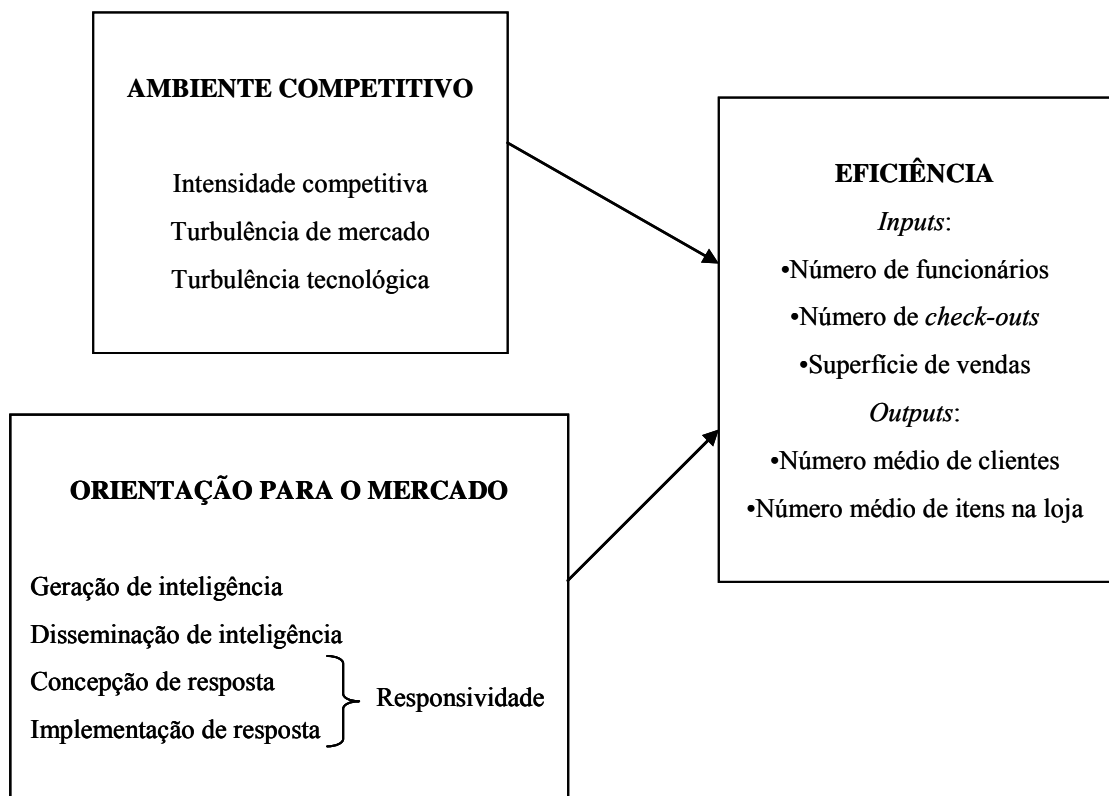 AMBIENTE COMPETITIVO
Intensidade competitiva
Turbulência de mercado
Turbulência tecnológica
ORIENTAÇÃO PARA O MERCADO
Geração de inteligência
Disseminação de inteligência
Concepção de resposta
Implementação de resposta
Responsividade
EFICIÊNCIA
Inputs:
•Número de funcionários
•Número de check-outs
•Superfície de vendas
Outputs:
•Número médio de clientes
•Número médio de itens na loja